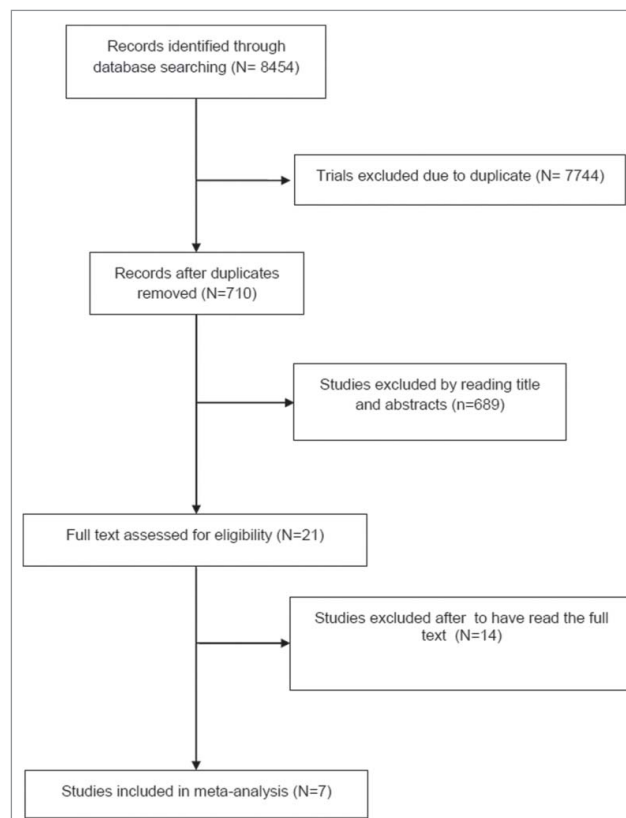 Records identified through
database searching (N= 8454)
Trials excluded due to duplicate (N= 7744)
Records after duplicates
removed (N=710)
Studies excluded by reading title
and abstracts (n=689)
Full text assessed for eligibility (N=21)
Studies excluded after to have read the full
text (N=14)
Studies included in meta-analysis (N=7)